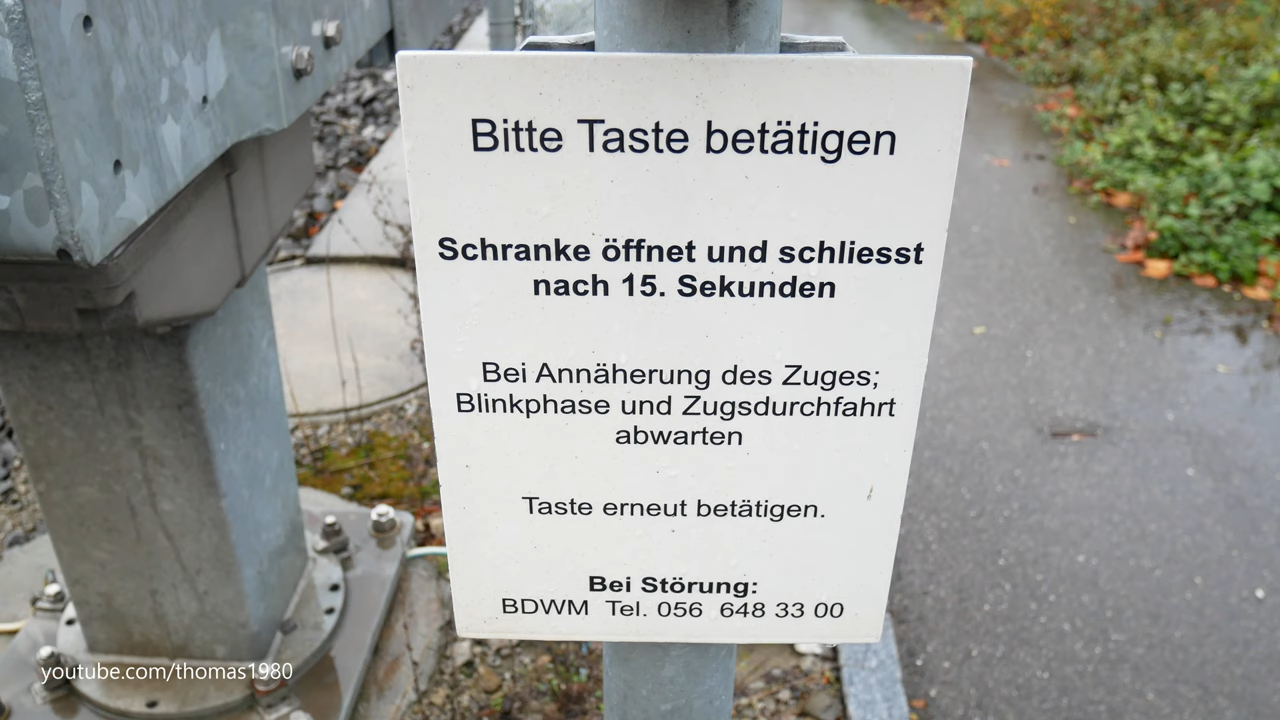 Bitte Taste betätigen
Schranke öffnet und schliesst
nach 15. Sekunden
Bei Annäherung des Zuges;
Blinkphase und Zugsdurchfahrt
abwarten
Taste erneut betätigen.
Bei Störung:
BDWM Tel. 056 648 33 00
youtube.com/thomas1980